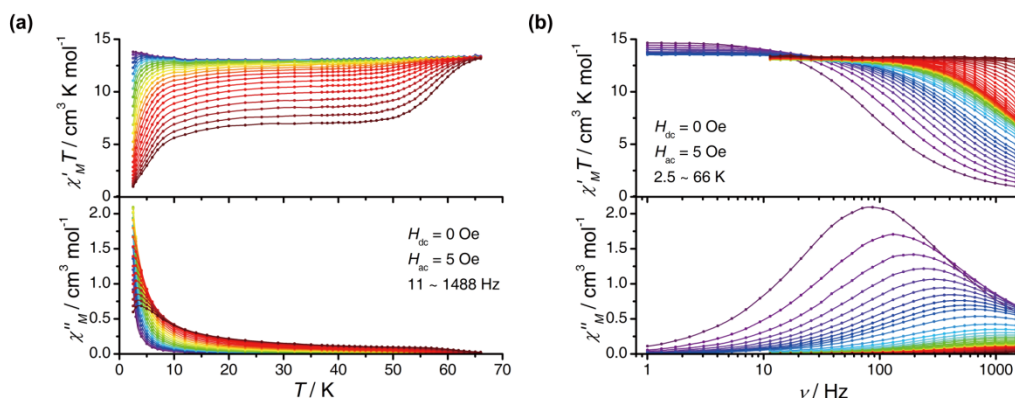 (a)
15
10
5
0
χ′M T / cm³ K mol⁻¹
2.0
1.5
1.0
0.5
0.0
χ″M / cm³ mol⁻¹
Hdc = 0 Oe
Hac = 5 Oe
11 ~ 1488 Hz
0 10 20 30 40 50 60 70
T / K
(b)
15
10
5
0
χ′M T / cm³ K mol⁻¹
Hdc = 0 Oe
Hac = 5 Oe
2.5 ~ 66 K
2.0
1.5
1.0
0.5
0.0
χ″M / cm³ mol⁻¹
1 10 100 1000
ν / Hz